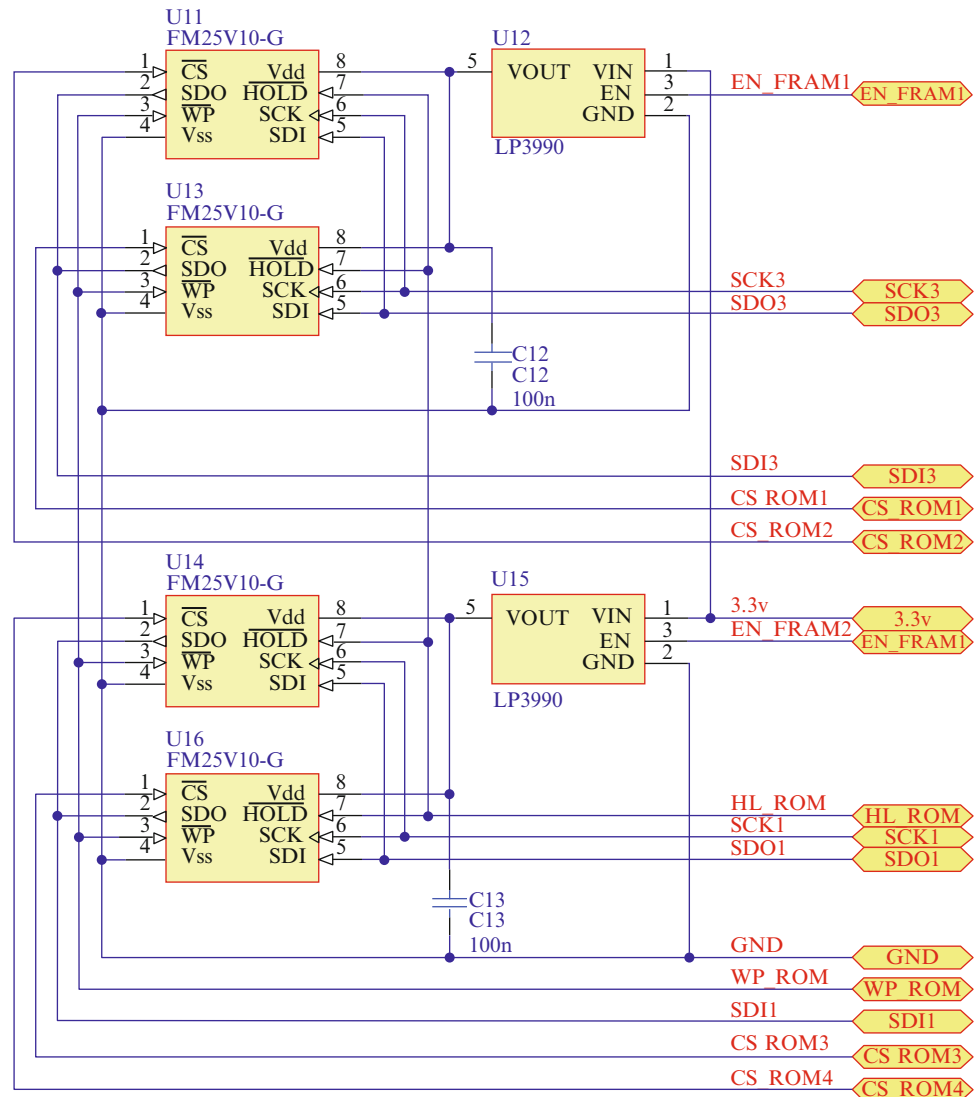 U11
FM25V10-G
1 CS Vdd 8
2 SDO HOLD 7
3 WP SCK 6
4 Vss SDI 5
U12
5 VOUT VIN 1
EN 3
GND 2
LP3990
EN_FRAM1 EN_FRAM1
U13
FM25V10-G
1 CS Vdd 8
2 SDO HOLD 7
3 WP SCK 6
4 Vss SDI 5
SCK3 SCK3
SDO3 SDO3
C12
C12
100n
SDI3 SDI3
CS ROM1 CS_ROM1
CS_ROM2 CS_ROM2
U14
FM25V10-G
1 CS Vdd 8
2 SDO HOLD 7
3 WP SCK 6
4 Vss SDI 5
U15
5 VOUT VIN 1
EN 3
GND 2
LP3990
3.3v 3.3v
EN_FRAM2 EN_FRAM1
U16
FM25V10-G
1 CS Vdd 8
2 SDO HOLD 7
3 WP SCK 6
4 Vss SDI 5
HL_ROM HL_ROM
SCK1 SCK1
SDO1 SDO1
C13
C13
100n
GND GND
WP_ROM WP_ROM
SDI1 SDI1
CS ROM3 CS ROM3
CS_ROM4 CS_ROM4